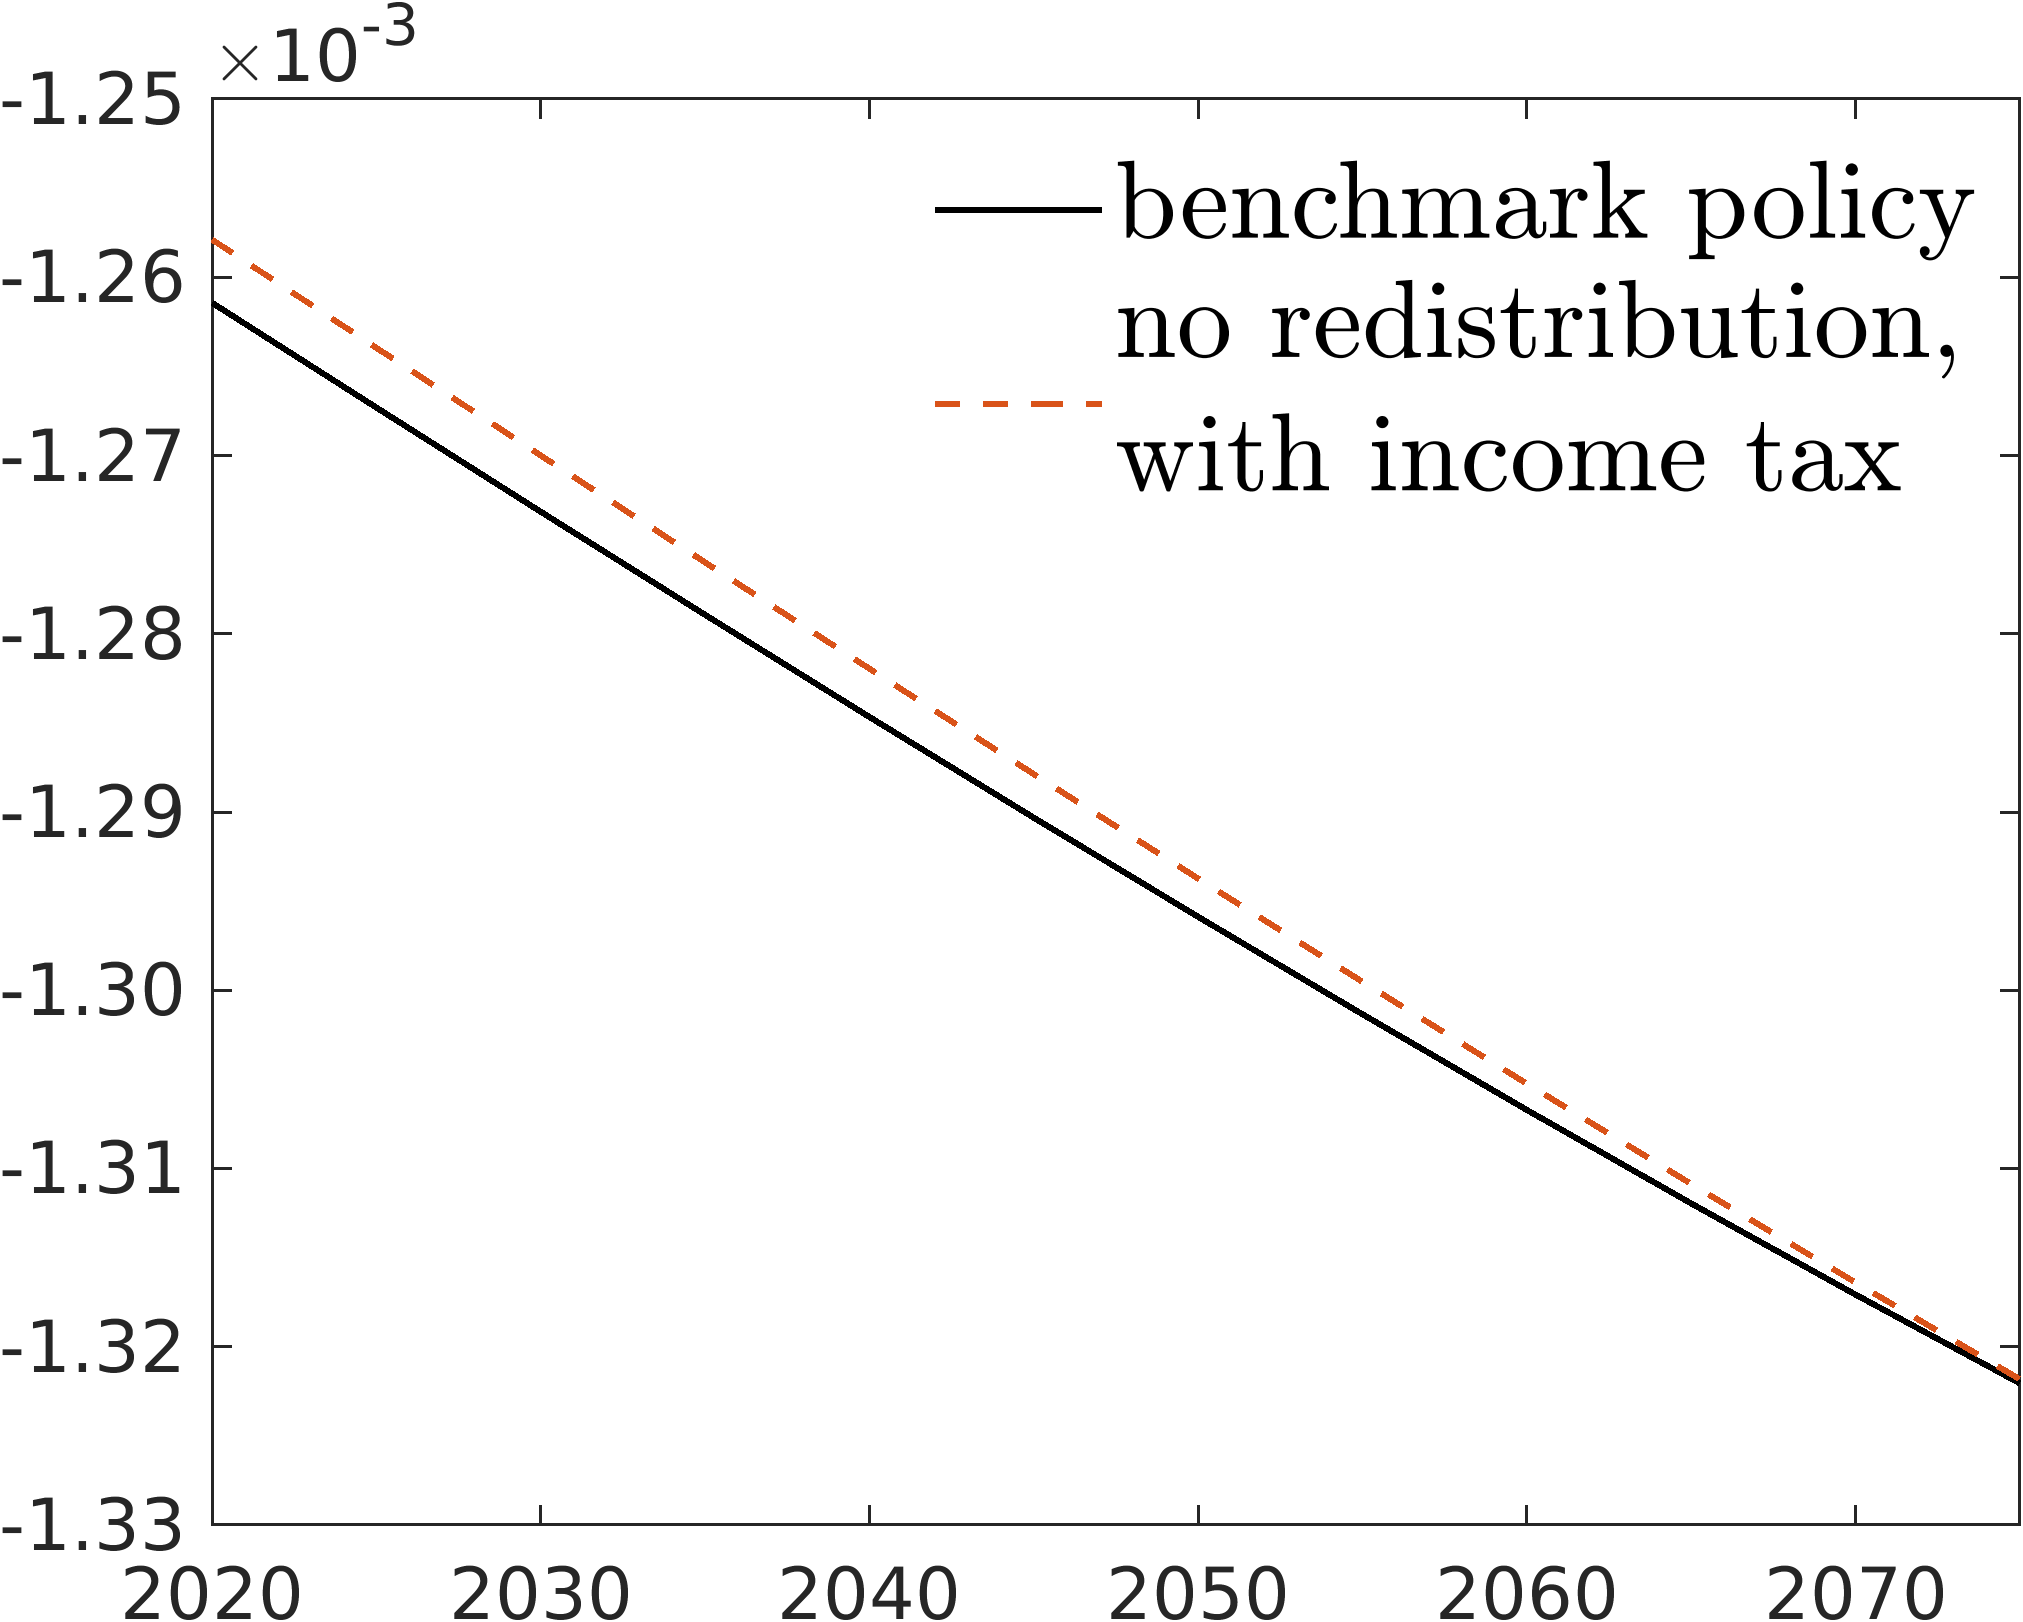 ×10-3
-1.25
-1.26
-1.27
-1.28
-1.29
-1.30
-1.31
-1.32
-1.33
benchmark policy
no redistribution,
with income tax
2020 2030 2040 2050 2060 2070